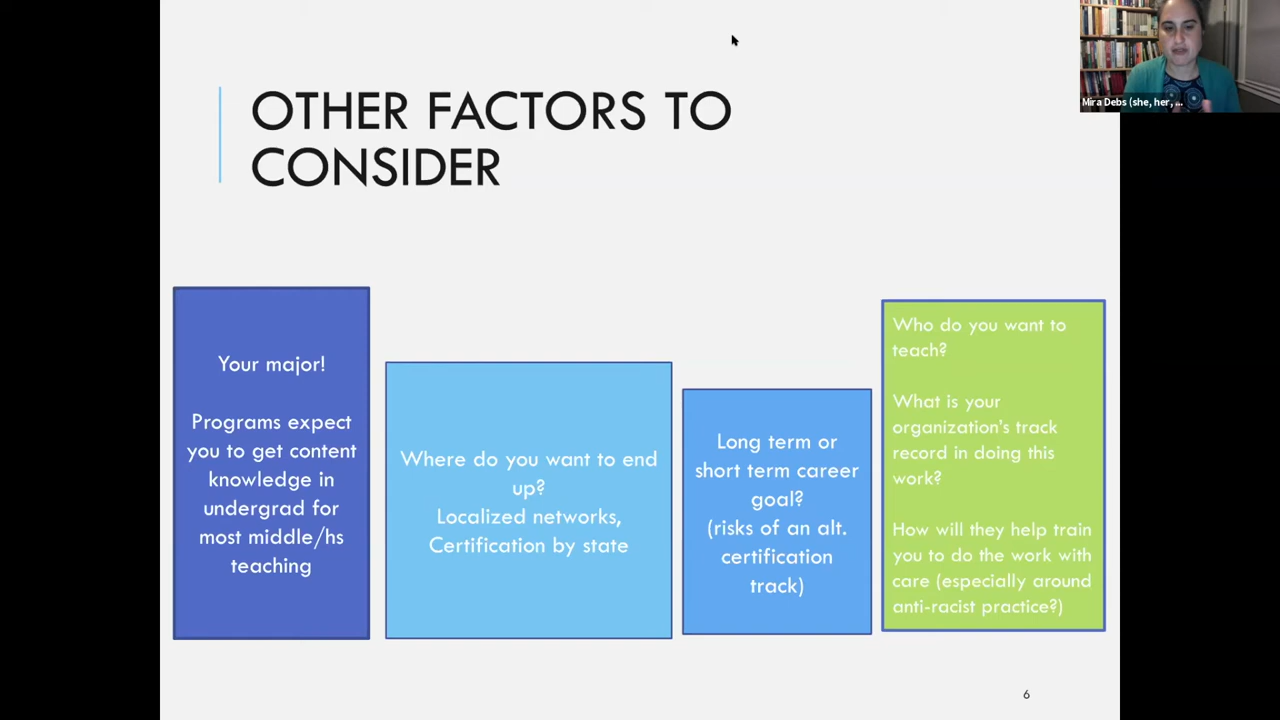 OTHER FACTORS TO
CONSIDER
Mira Debs (she, her, ...
Your major!
Programs expect
you to get content
knowledge in
undergrad for
most middle/hs
teaching
Where do you want to end
up?
Localized networks,
Certification by state
Long term or
short term career
goal?
(risks of an alt.
certification
track)
Who do you want to
teach?
What is your
organization's track
record in doing this
work?
How will they help train
you to do the work with
care (especially around
anti-racist practice?)
6